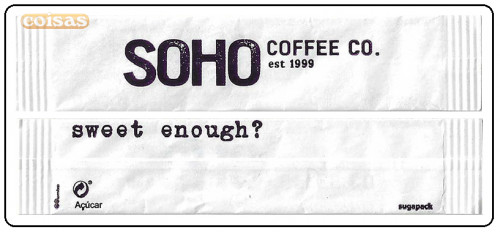 coisas
SOHO
COFFEE CO.
est 1999
sweet enough?
Açúcar
sugapack